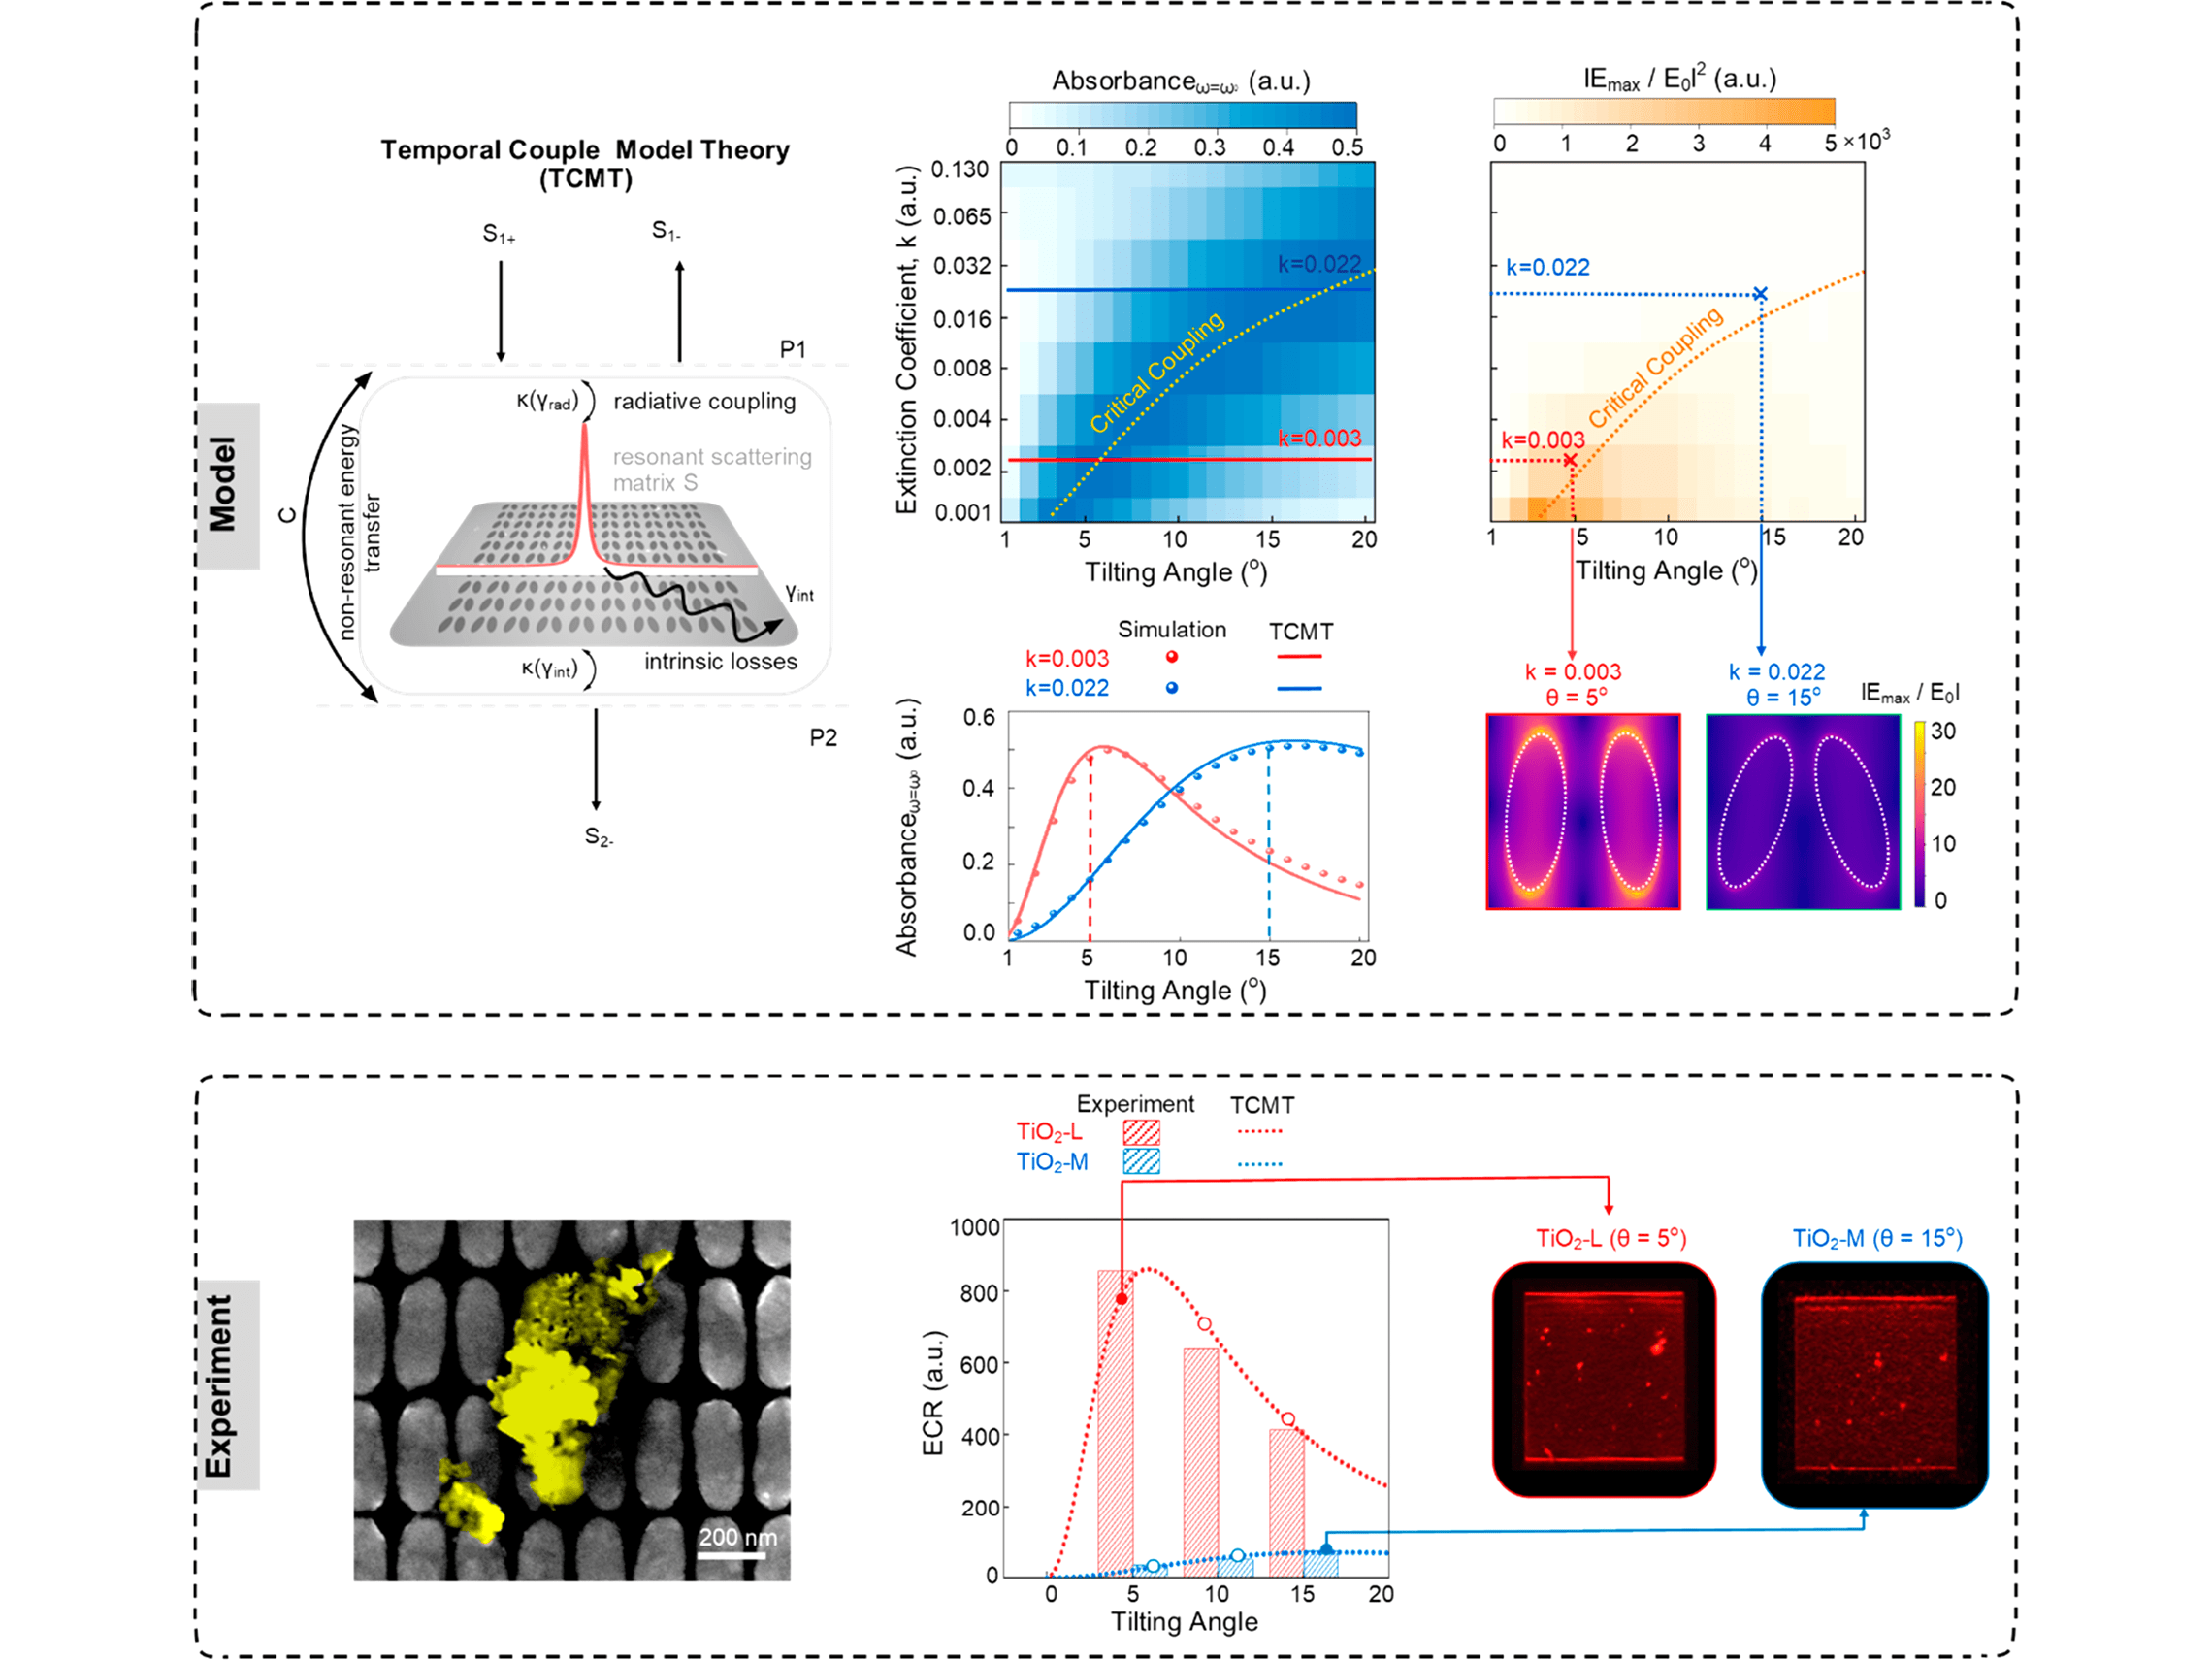 Model
Temporal Couple Model Theory
(TCMT)
S1+
S1-
P1
κ(γrad)
radiative coupling
resonant scattering
matrix S
C
non-resonant energy
transfer
γint
κ(γint)
intrinsic losses
P2
S2-
Absorbanceω=ω₀ (a.u.)
0 0.1 0.2 0.3 0.4 0.5
Extinction Coefficient, k (a.u.)
0.130
0.065
0.032
0.016
0.008
0.004
0.002
0.001
k=0.022
Critical Coupling
k=0.003
1 5 10 15 20
Tilting Angle (°)
|Emax / E0|² (a.u.)
0 1 2 3 4 5 ×10³
k=0.022
Critical Coupling
k=0.003
1 5 10 15 20
Tilting Angle (°)
Simulation TCMT
k=0.003
k=0.022
Absorbanceω=ω₀ (a.u.)
0.6
0.4
0.2
0.0
1 5 10 15 20
Tilting Angle (°)
k = 0.003
θ = 5°
k = 0.022
θ = 15°
|Emax / E0|
30
20
10
0
Experiment
200 nm
Experiment TCMT
TiO₂-L
TiO₂-M
ECR (a.u.)
1000
800
600
400
200
0
0 5 10 15 20
Tilting Angle
TiO₂-L (θ = 5°)
TiO₂-M (θ = 15°)